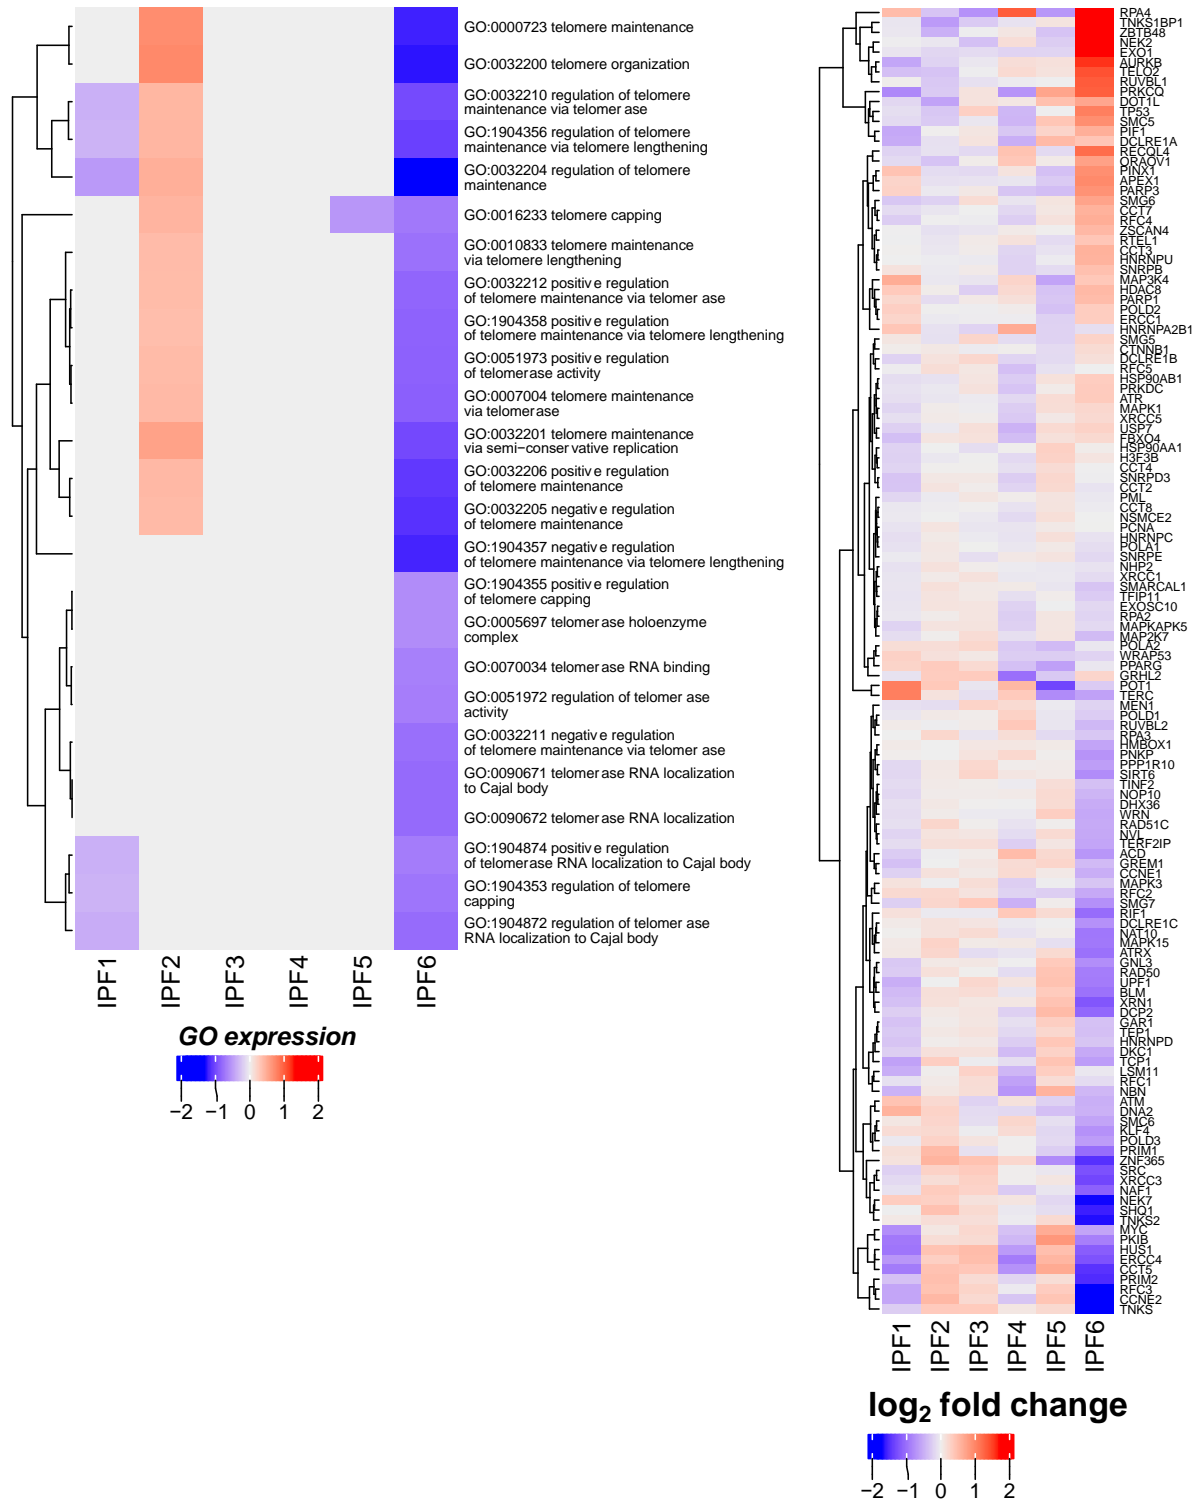 GO:0000723 telomere maintenance
GO:0032200 telomere organization
GO:0032210 regulation of telomere
maintenance via telomer ase
GO:1904356 regulation of telomere
maintenance via telomere lengthening
GO:0032204 regulation of telomere
maintenance
GO:0016233 telomere capping
GO:0010833 telomere maintenance
via telomere lengthening
GO:0032212 positive regulation
of telomere maintenance via telomer ase
GO:1904358 positive regulation
of telomere maintenance via telomere lengthening
GO:0051973 positive regulation
of telomerase activity
GO:0007004 telomere maintenance
via telomerase
GO:0032201 telomere maintenance
via semi−conservative replication
GO:0032206 positive regulation
of telomere maintenance
GO:0032205 negative regulation
of telomere maintenance
GO:1904357 negative regulation
of telomere maintenance via telomere lengthening
GO:1904355 positive regulation
of telomere capping
GO:0005697 telomerase holoenzyme
complex
GO:0070034 telomerase RNA binding
GO:0051972 regulation of telomer ase
activity
GO:0032211 negative regulation
of telomere maintenance via telomer ase
GO:0090671 telomerase RNA localization
to Cajal body
GO:0090672 telomerase RNA localization
GO:1904874 positive regulation
of telomerase RNA localization to Cajal body
GO:1904353 regulation of telomere
capping
GO:1904872 regulation of telomer ase
RNA localization to Cajal body
IPF1 IPF2 IPF3 IPF4 IPF5 IPF6
GO expression
−2 −1 0 1 2
RPA4
TNKS1BP1
ZBTB48
NEK2
EXO1
AURKB
TELO2
RUVBL1
PRKCQ
DOT1L
TP53
SMC5
PIF1
DCLRE1A
RECQL4
ORAOV1
PINX1
APEX1
PARP3
SMG6
CCT7
RFC4
ZSCAN4
RTEL1
CCT3
HNRNPU
SNRPB
MAP3K4
HDAC8
PARP1
POLD2
ERCC1
HNRNPA2B1
SMG5
CTNNB1
DCLRE1B
RFC5
HSP90AB1
PRKDC
ATR
MAPK1
XRCC5
USP7
FBXO4
HSP90AA1
H3F3B
CCT4
SNRPD3
CCT2
PML
CCT8
NSMCE2
PCNA
HNRNPC
POLA1
SNRPE
NHP2
XRCC1
SMARCAL1
TFIP11
EXOSC10
RPA2
MAPKAPK5
MAP2K7
POLA2
WRAP53
PPARG
GRHL2
POT1
TERC
MEN1
POLD1
RUVBL2
RPA3
HMBOX1
PNKP
PPP1R10
SIRT6
TINF2
NOP10
DHX36
WRN
RAD51C
NVL
TERF2IP
ACD
GREM1
CCNE1
MAPK3
RFC2
SMG7
RIF1
DCLRE1C
NAT10
MAPK15
ATRX
GNL3
RAD50
UPF1
BLM
XRN1
DCP2
GAR1
TEP1
HNRNPD
DKC1
TCP1
LSM11
RFC1
NBN
ATM
DNA2
SMC6
KLF4
POLD3
PRIM1
ZNF365
SRC
XRCC3
NAF1
NEK7
SHQ1
TNKS2
MYC
PKIB
HUS1
ERCC4
CCT5
PRIM2
RFC3
CCNE2
TNKS
IPF1 IPF2 IPF3 IPF4 IPF5 IPF6
log2 fold change
−2 −1 0 1 2